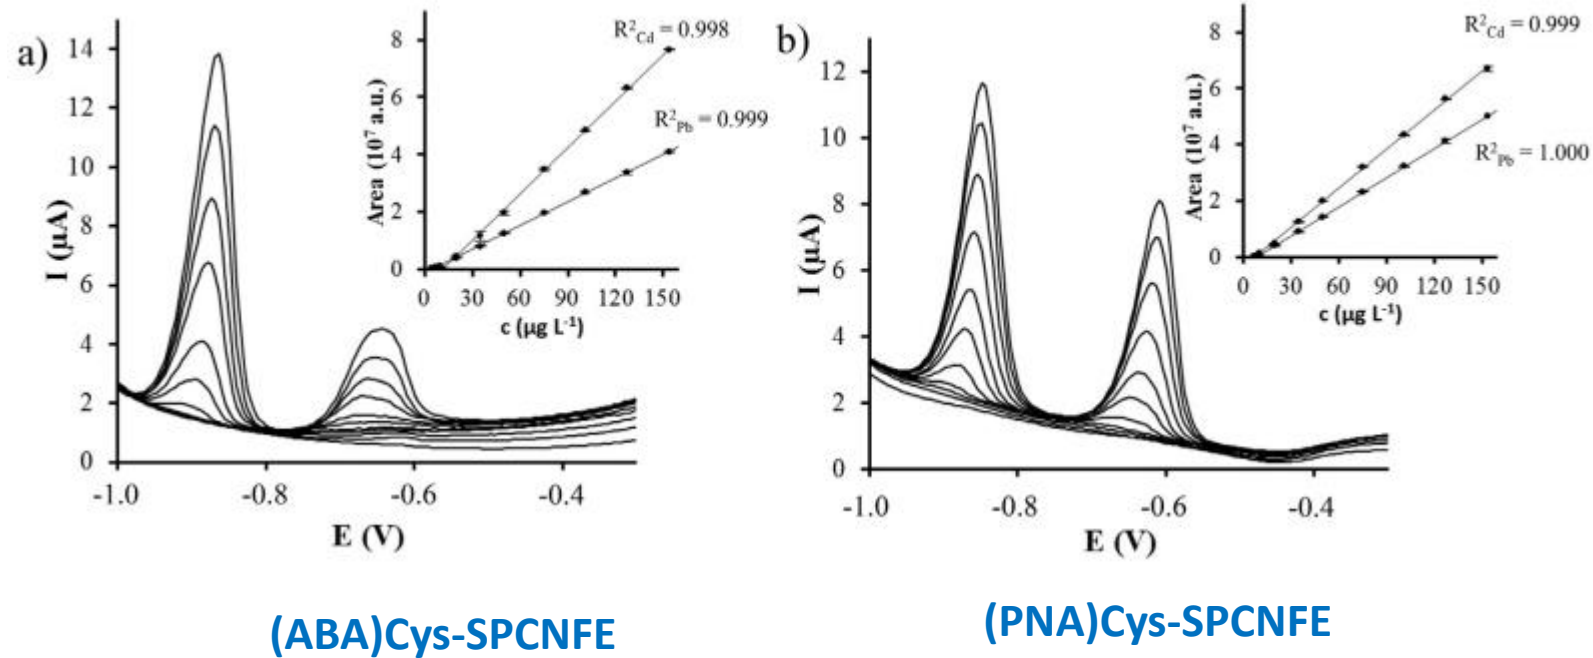 a)
I (µA)
14
12
10
8
6
4
2
0
-1.0
-0.8
-0.6
-0.4
E (V)
Area (10⁷ a.u.)
8
6
4
2
0
0
30
60
90
120
150
c (µg L⁻¹)
R²Cd = 0.998
R²Pb = 0.999
(ABA)Cys-SPCNFE
b)
I (µA)
12
10
8
6
4
2
0
-1.0
-0.8
-0.6
-0.4
E (V)
Area (10⁷ a.u.)
8
6
4
2
0
0
30
60
90
120
150
c (µg L⁻¹)
R²Cd = 0.999
R²Pb = 1.000
(PNA)Cys-SPCNFE